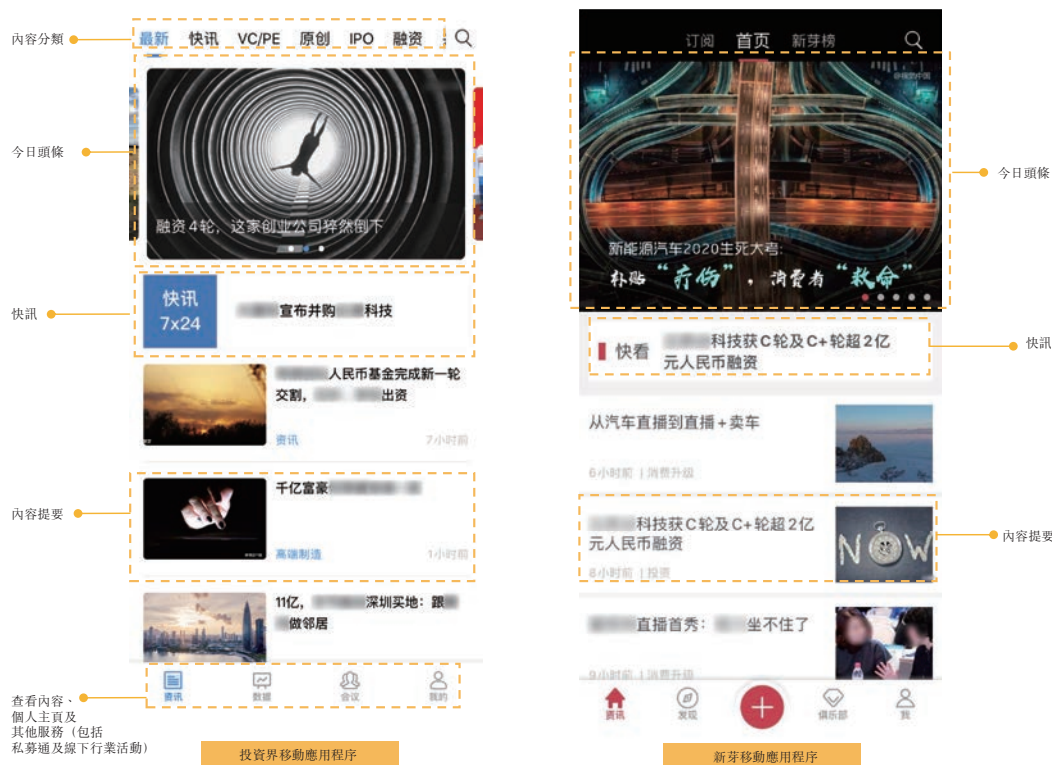 內容分類
最新 快讯 VC/PE 原创 IPO 融资
今日頭條
融资4轮，这家创业公司猝然倒下
快訊
快讯
7x24
宣布并购 科技
人民币基金完成新一轮
交割， 出资
资讯 7小时前
內容提要
千亿富豪
高端制造 1小时前
11亿， 深圳买地：跟
做邻居
资讯 数据 会议 我的
查看內容、
個人主頁及
其他服務（包括
私募通及線下行業活動）
投資界移動應用程序
订阅 首页 新芽榜
@视觉中国
今日頭條
新能源汽车2020生死大考:
补贴“疗伤”，消费者“救命”
快訊
快看
科技获C轮及C+轮超2亿
元人民币融资
从汽车直播到直播+卖车
6小时前 | 消费升级
內容提要
科技获C轮及C+轮超2亿
元人民币融资
NOW
6小时前 | 投资
直播首秀： 坐不住了
9小时前 | 消费升级
资讯 发现 俱乐部 我
新芽移動應用程序